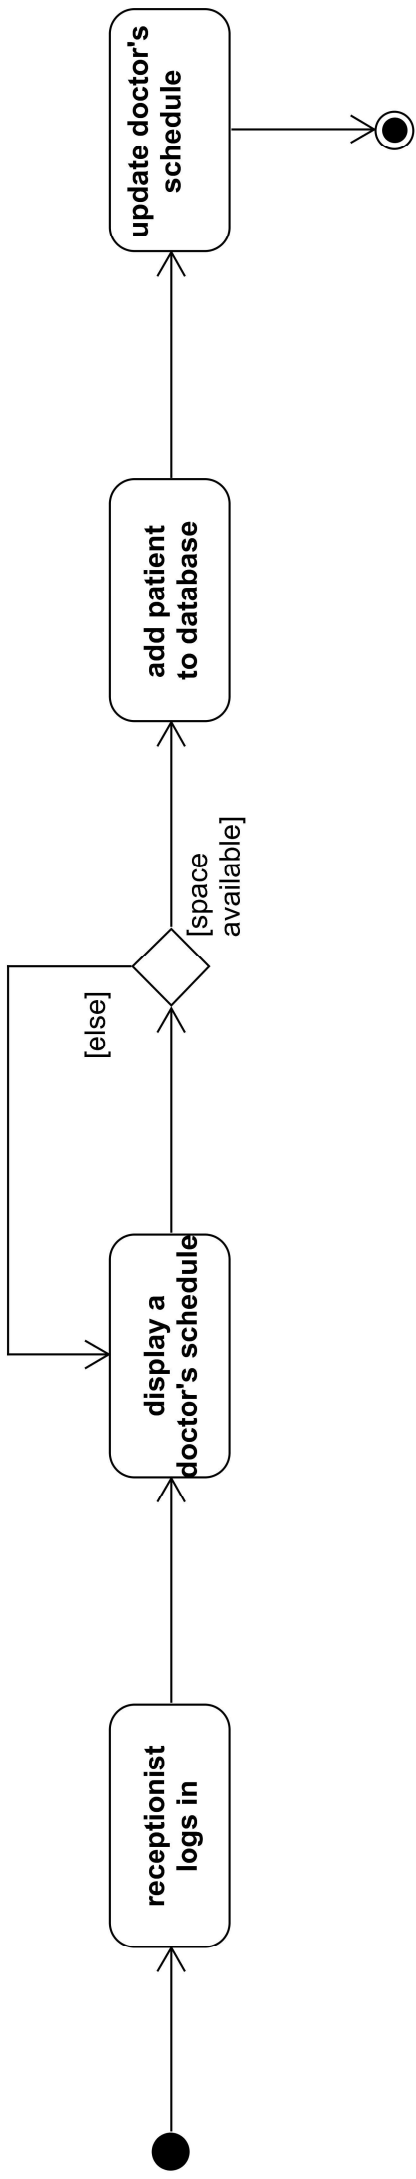 receptionist
logs in
display a
doctor's schedule
[else]
[space
available]
add patient
to database
update doctor's
schedule